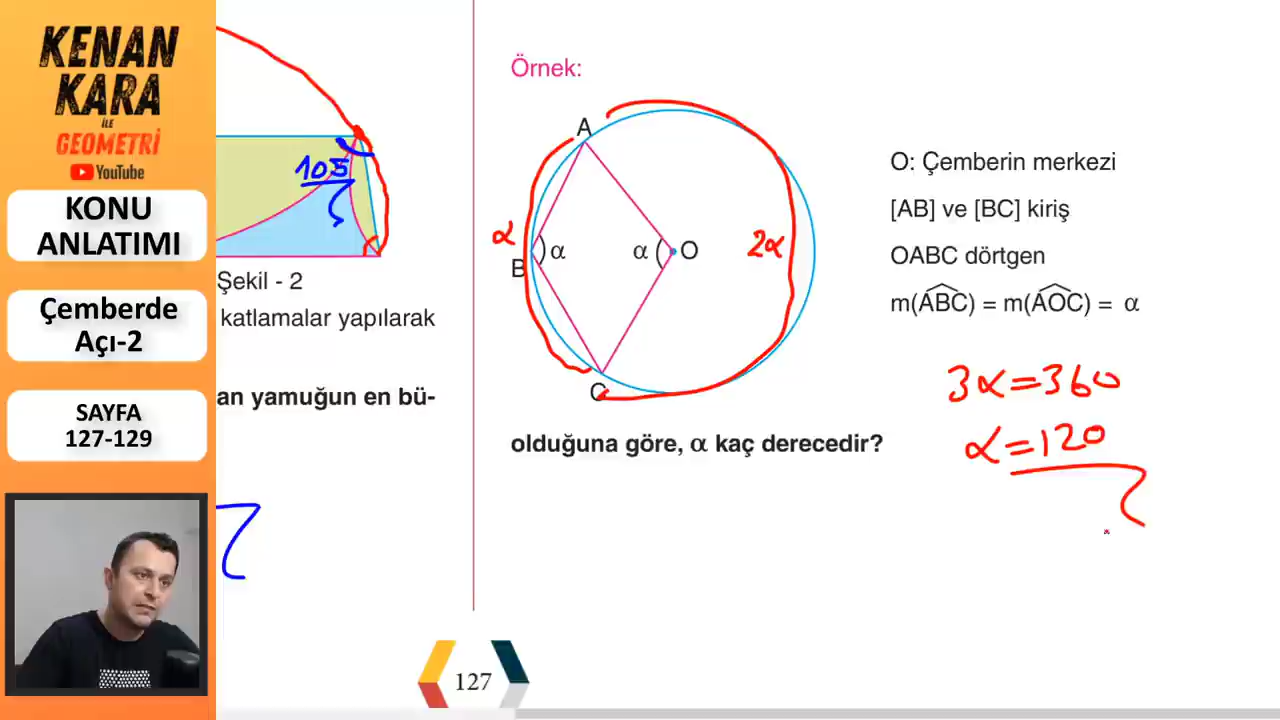 KENAN
KARA
İLE
GEOMETRİ
YouTube
KONU
ANLATIMI
Çemberde
Açı-2
SAYFA
127-129
105
Şekil - 2
katlamalar yapılarak
an yamuğun en bü-
Örnek:
A
α
B
α
α
O
2α
C
O: Çemberin merkezi
[AB] ve [BC] kiriş
OABC dörtgen
m(ABC) = m(AOC) = α
3α=360
α=120
olduğuna göre, α kaç derecedir?
127